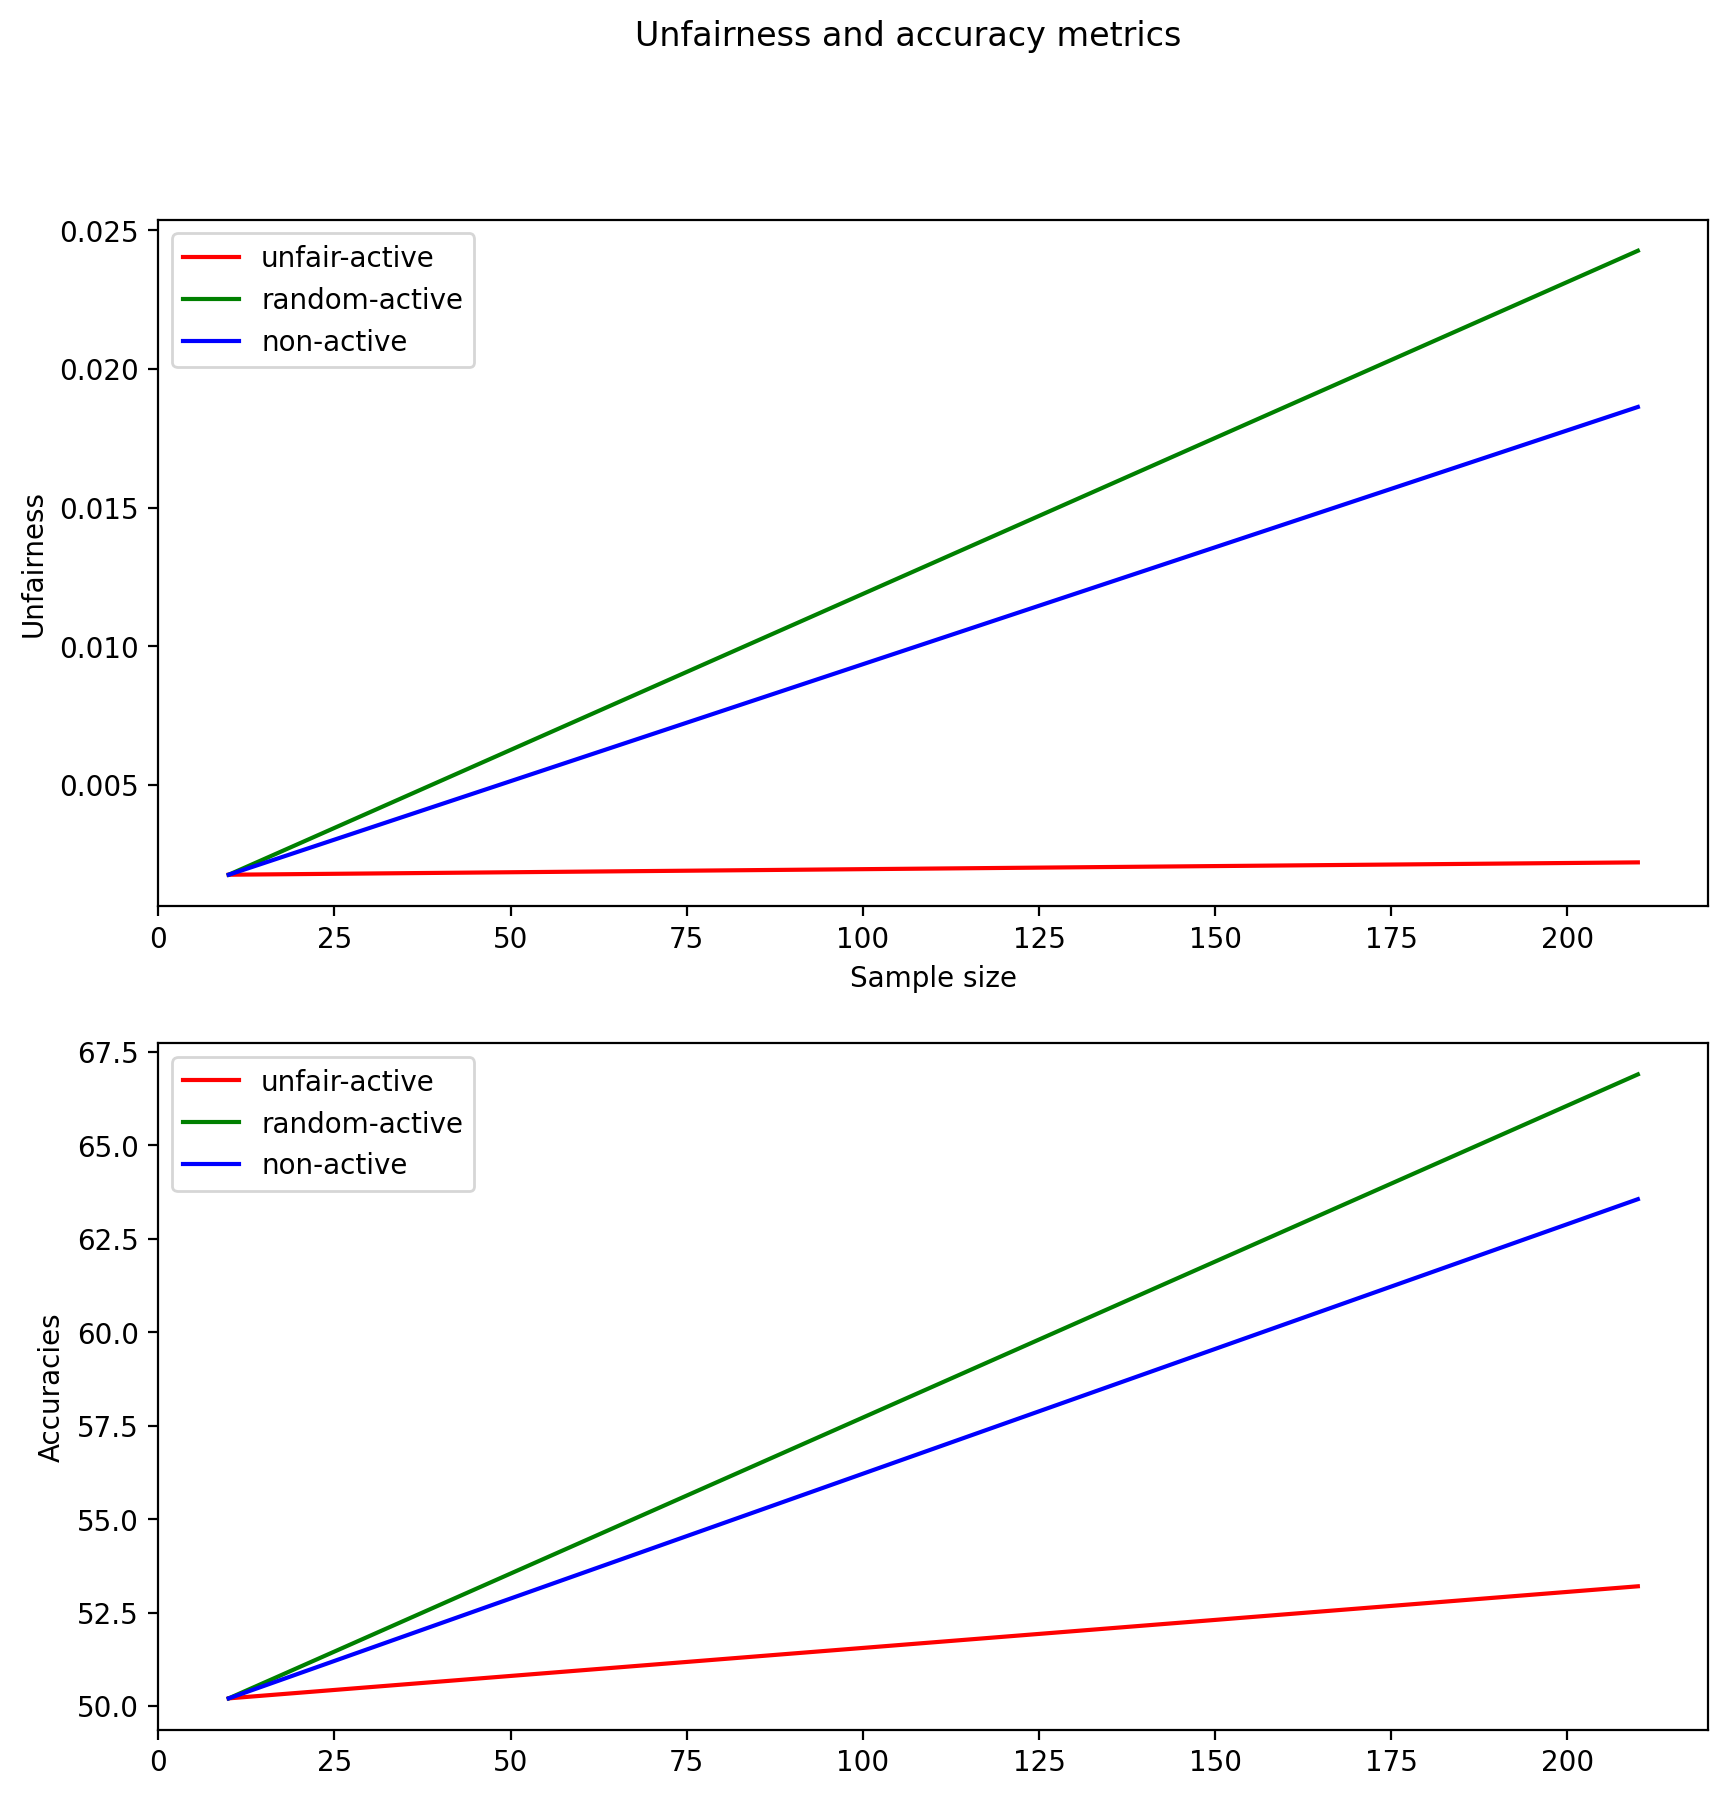 Unfairness and accuracy metrics
0.025
0.020
0.015
0.010
0.005
Unfairness
unfair-active
random-active
non-active
0 25 50 75 100 125 150 175 200
Sample size
67.5
65.0
62.5
60.0
57.5
55.0
52.5
50.0
Accuracies
unfair-active
random-active
non-active
0 25 50 75 100 125 150 175 200